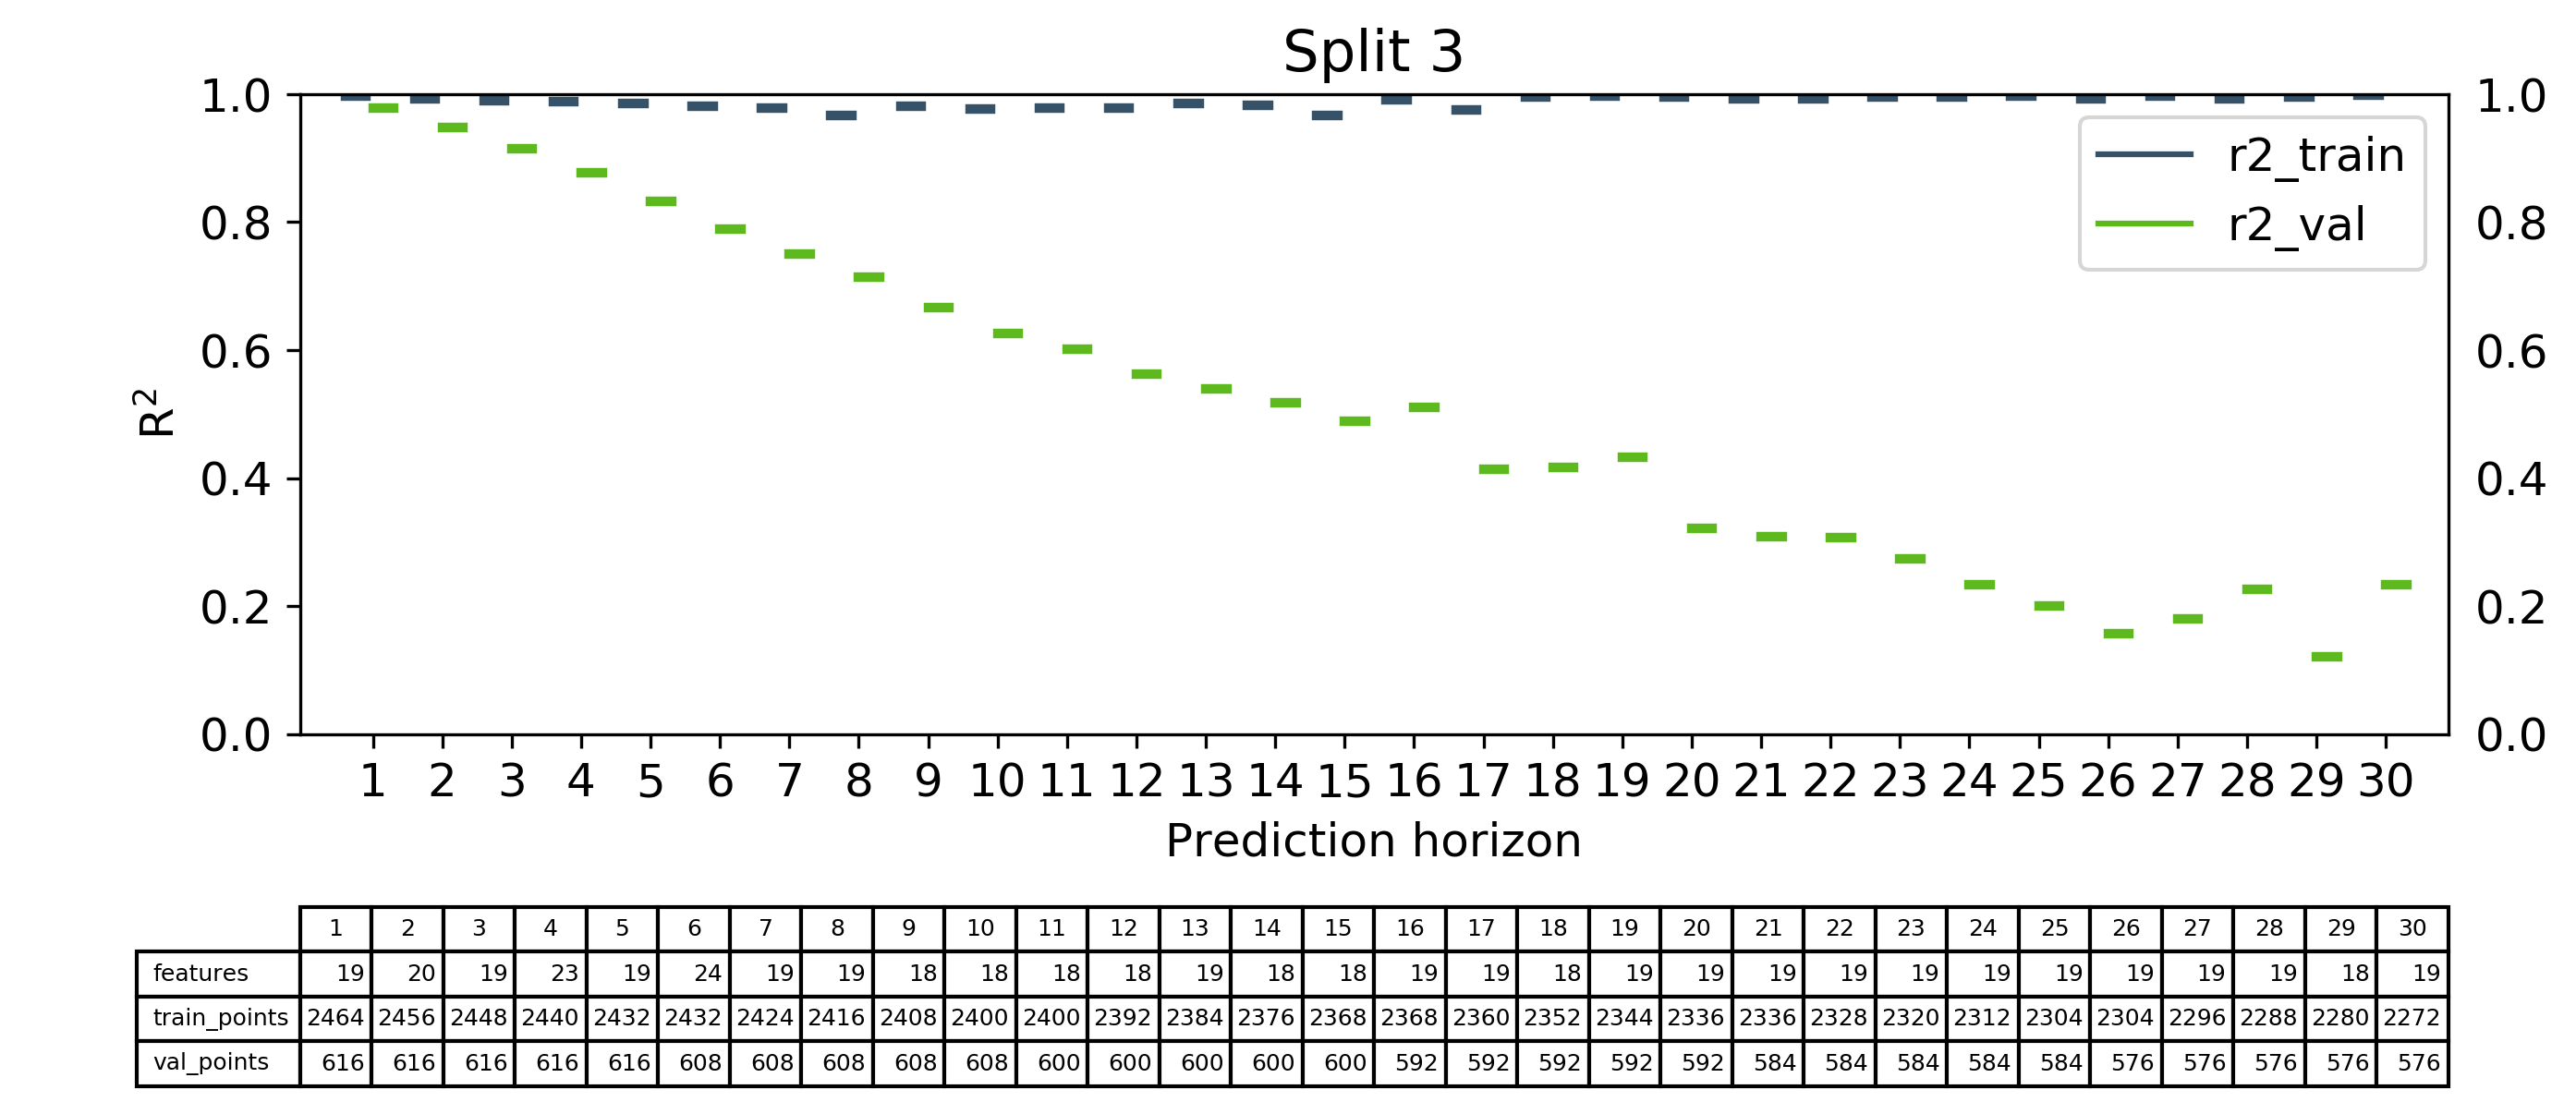 Split 3
1.0 1.0
r2_train
0.8 r2_val 0.8
0.6 0.6
R²
0.4 0.4
0.2 0.2
0.0 0.0
1 2 3 4 5 6 7 8 9 10 11 12 13 14 15 16 17 18 19 20 21 22 23 24 25 26 27 28 29 30
Prediction horizon
1 2 3 4 5 6 7 8 9 10 11 12 13 14 15 16 17 18 19 20 21 22 23 24 25 26 27 28 29 30
features 19 20 19 23 19 24 19 19 18 18 18 18 19 18 18 19 19 18 19 19 19 19 19 19 19 19 19 19 18 19
train_points 2464 2456 2448 2440 2432 2432 2424 2416 2408 2400 2400 2392 2384 2376 2368 2368 2360 2352 2344 2336 2336 2328 2320 2312 2304 2304 2296 2288 2280 2272
val_points 616 616 616 616 616 608 608 608 608 608 600 600 600 600 600 592 592 592 592 592 584 584 584 584 584 576 576 576 576 576